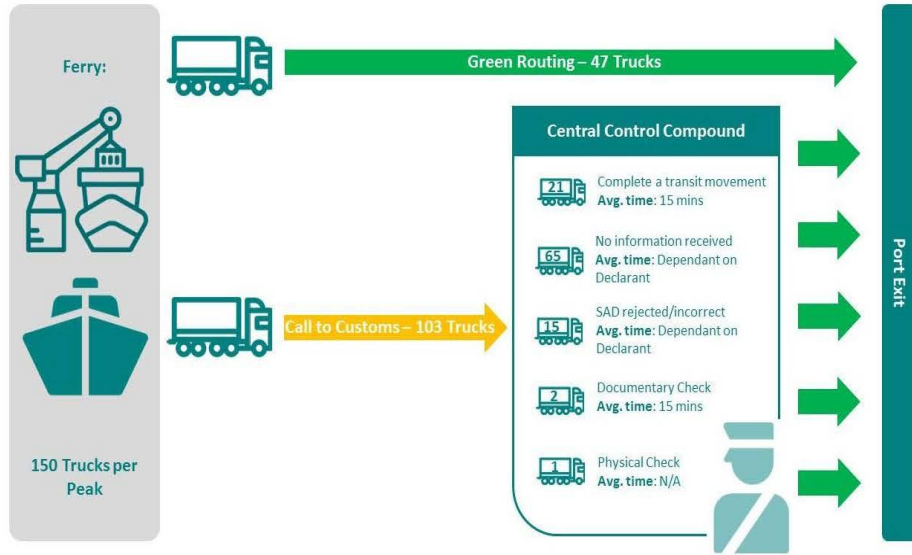 Ferry:
150 Trucks per
Peak
Green Routing – 47 Trucks
Call to Customs – 103 Trucks
Central Control Compound
21
Complete a transit movement
Avg. time: 15 mins
65
No information received
Avg. time: Dependant on
Declarant
15
SAD rejected/incorrect
Avg. time: Dependant on
Declarant
2
Documentary Check
Avg. time: 15 mins
1
Physical Check
Avg. time: N/A
Port Exit